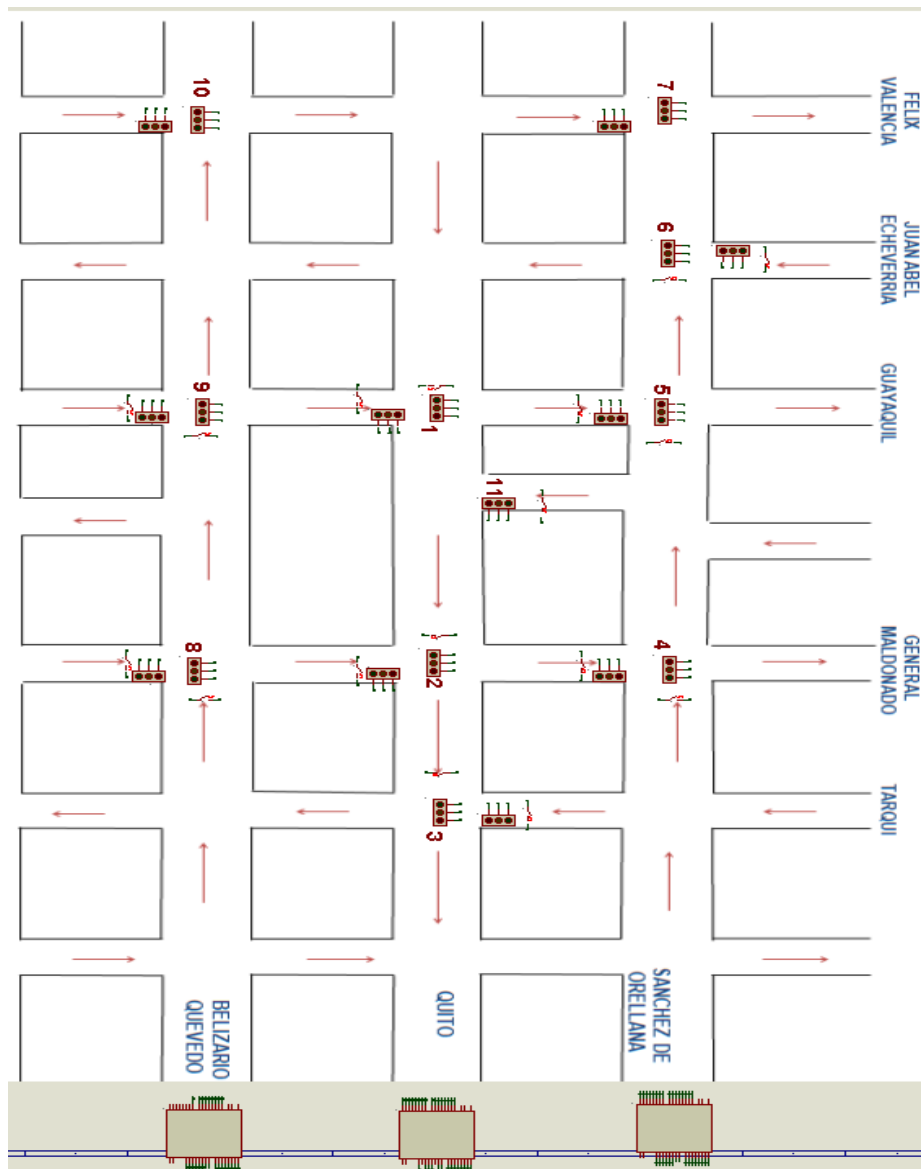 10
7
FELIX
VALENCIA
6
JUAN ABEL
ECHEVERRIA
9
1
5
GUAYAQUIL
11
8
2
4
GENERAL
MALDONADO
3
TARQUI
BELIZARIO
QUEVEDO
QUITO
SANCHEZ DE
ORELLANA